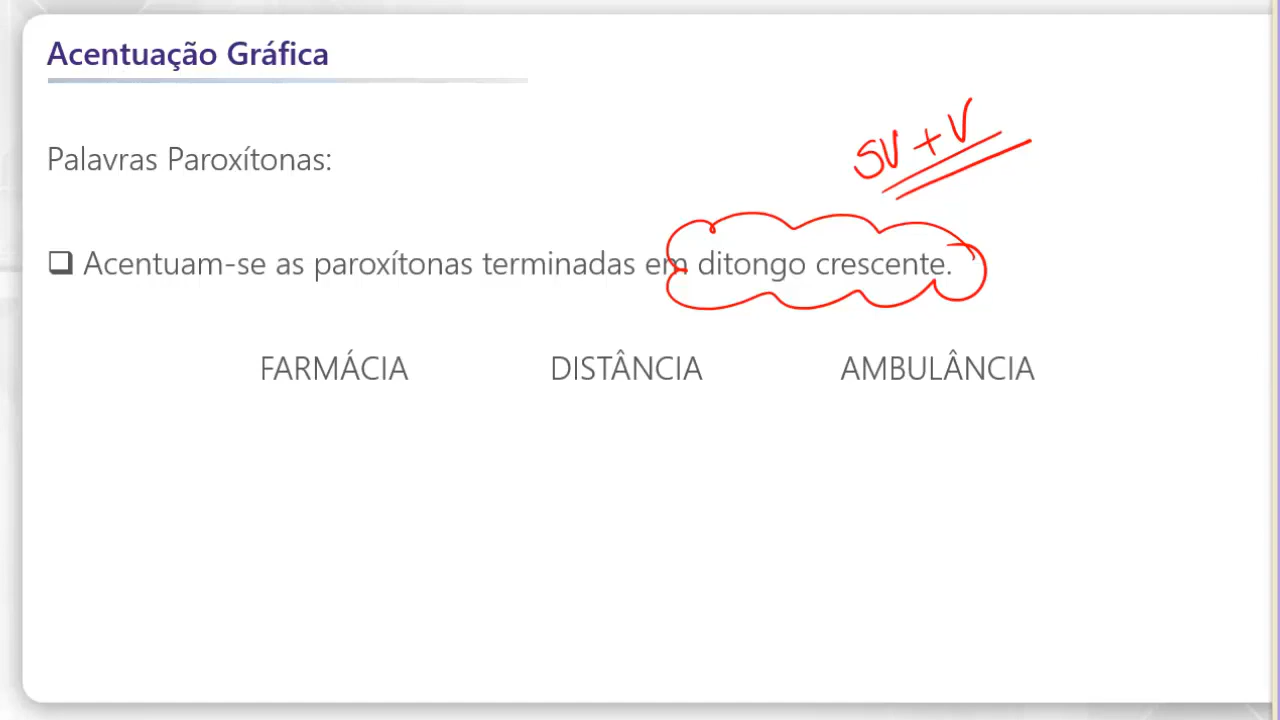 Acentuação Gráfica
SV + V
Palavras Paroxítonas:
❑ Acentuam-se as paroxítonas terminadas em ditongo crescente.
FARMÁCIA DISTÂNCIA AMBULÂNCIA